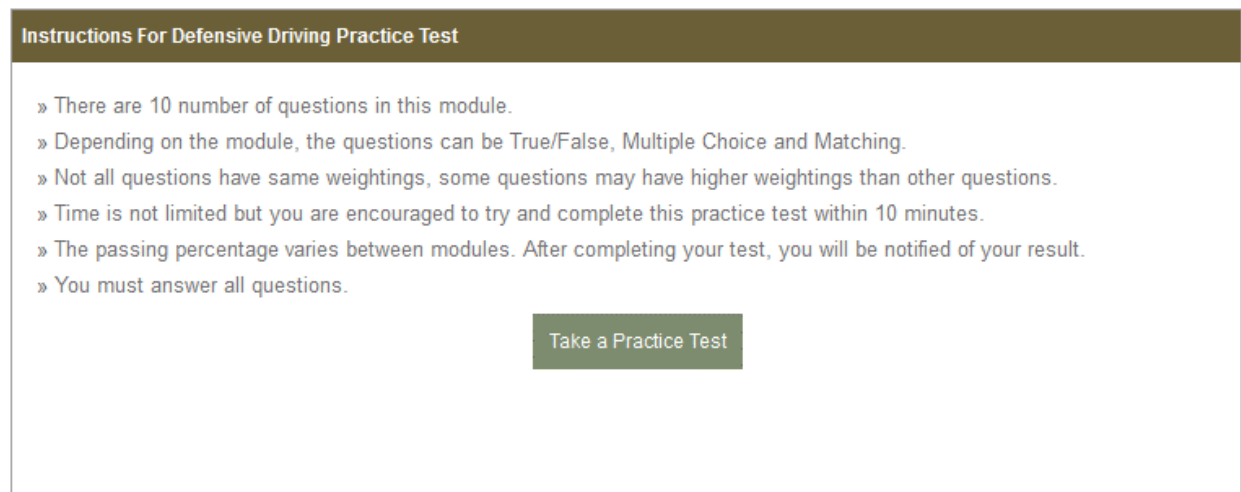 Instructions For Defensive Driving Practice Test
» There are 10 number of questions in this module.
» Depending on the module, the questions can be True/False, Multiple Choice and Matching.
» Not all questions have same weightings, some questions may have higher weightings than other questions.
» Time is not limited but you are encouraged to try and complete this practice test within 10 minutes.
» The passing percentage varies between modules. After completing your test, you will be notified of your result.
» You must answer all questions.
Take a Practice Test